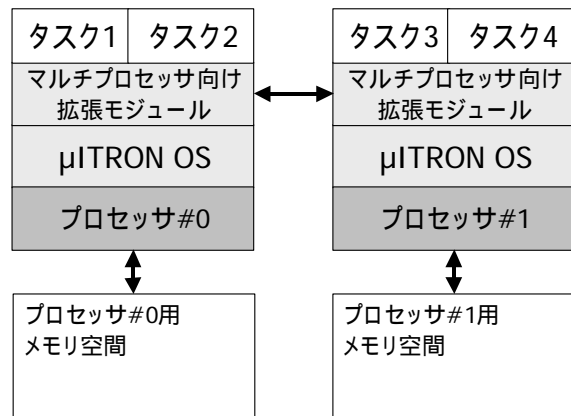 タスク1 タスク2
マルチプロセッサ向け
拡張モジュール
μITRON OS
プロセッサ#0
プロセッサ#0用
メモリ空間
タスク3 タスク4
マルチプロセッサ向け
拡張モジュール
μITRON OS
プロセッサ#1
プロセッサ#1用
メモリ空間